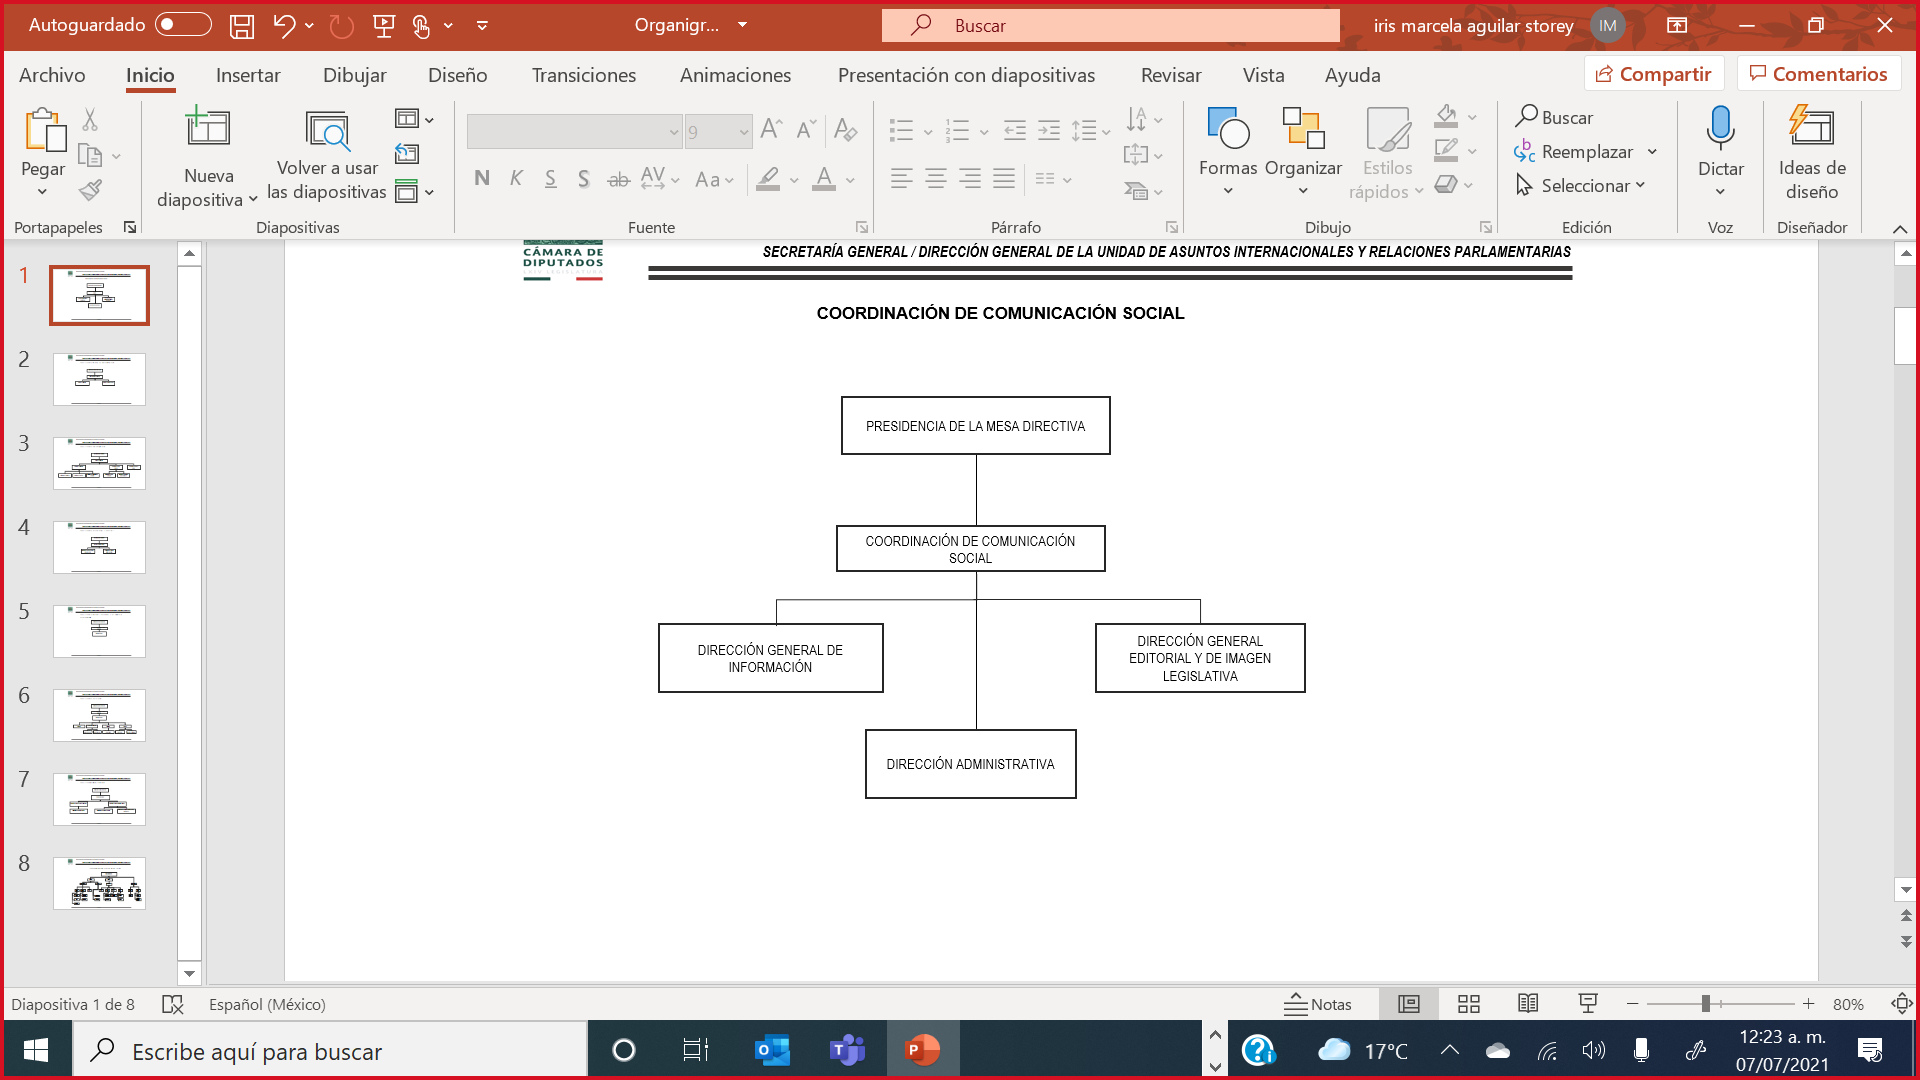 Autoguardado
Organigr...
Buscar
iris marcela aguilar storey
IM
Archivo
Inicio
Insertar
Dibujar
Diseño
Transiciones
Animaciones
Presentación con diapositivas
Revisar
Vista
Ayuda
Compartir
Comentarios
Pegar
Portapapeles
Nueva
diapositiva
Volver a usar
las diapositivas
Diapositivas
9
N K S S ab AV Aa A
Fuente
Párrafo
Formas
Organizar
Estilos
rápidos
Dibujo
Buscar
Reemplazar
Seleccionar
Edición
Dictar
Voz
Ideas de
diseño
Diseñador
1
2
3
4
5
6
7
8
CÁMARA DE
DIPUTADOS
SECRETARÍA GENERAL / DIRECCIÓN GENERAL DE LA UNIDAD DE ASUNTOS INTERNACIONALES Y RELACIONES PARLAMENTARIAS
COORDINACIÓN DE COMUNICACIÓN SOCIAL
PRESIDENCIA DE LA MESA DIRECTIVA
COORDINACIÓN DE COMUNICACIÓN
SOCIAL
DIRECCIÓN GENERAL DE
INFORMACIÓN
DIRECCIÓN GENERAL
EDITORIAL Y DE IMAGEN
LEGISLATIVA
DIRECCIÓN ADMINISTRATIVA
Diapositiva 1 de 8
Español (México)
Notas
80%
Escribe aquí para buscar
17°C
12:23 a. m.
07/07/2021